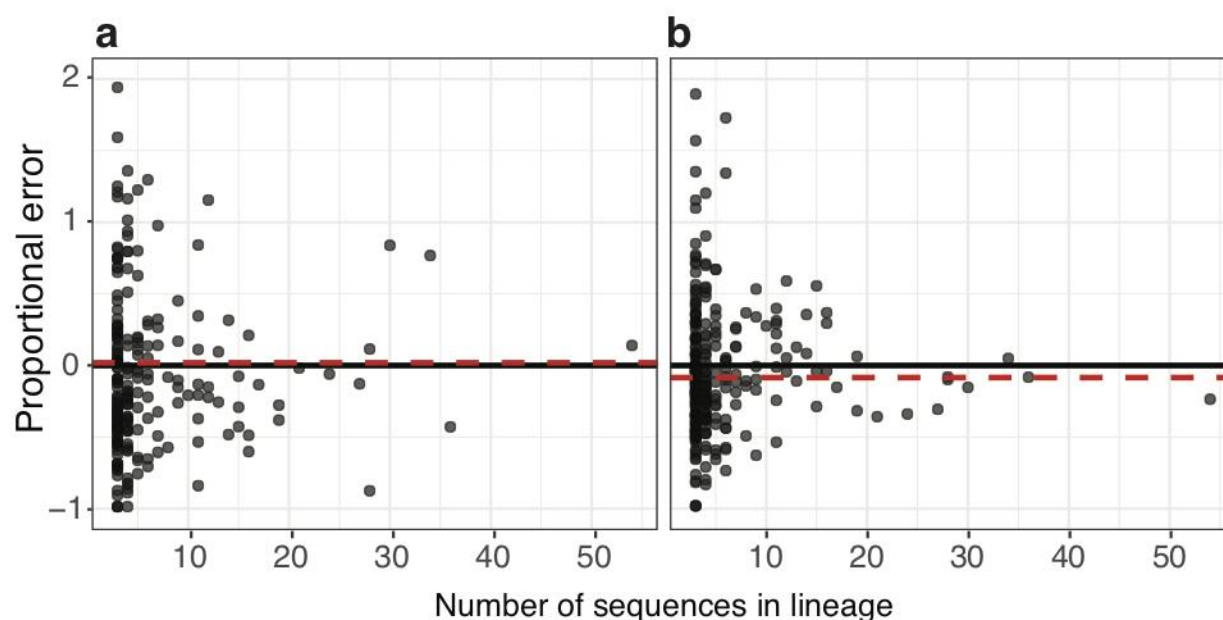 a b
Proportional error
2
1
0
−1
10 20 30 40 50 10 20 30 40 50
Number of sequences in lineage